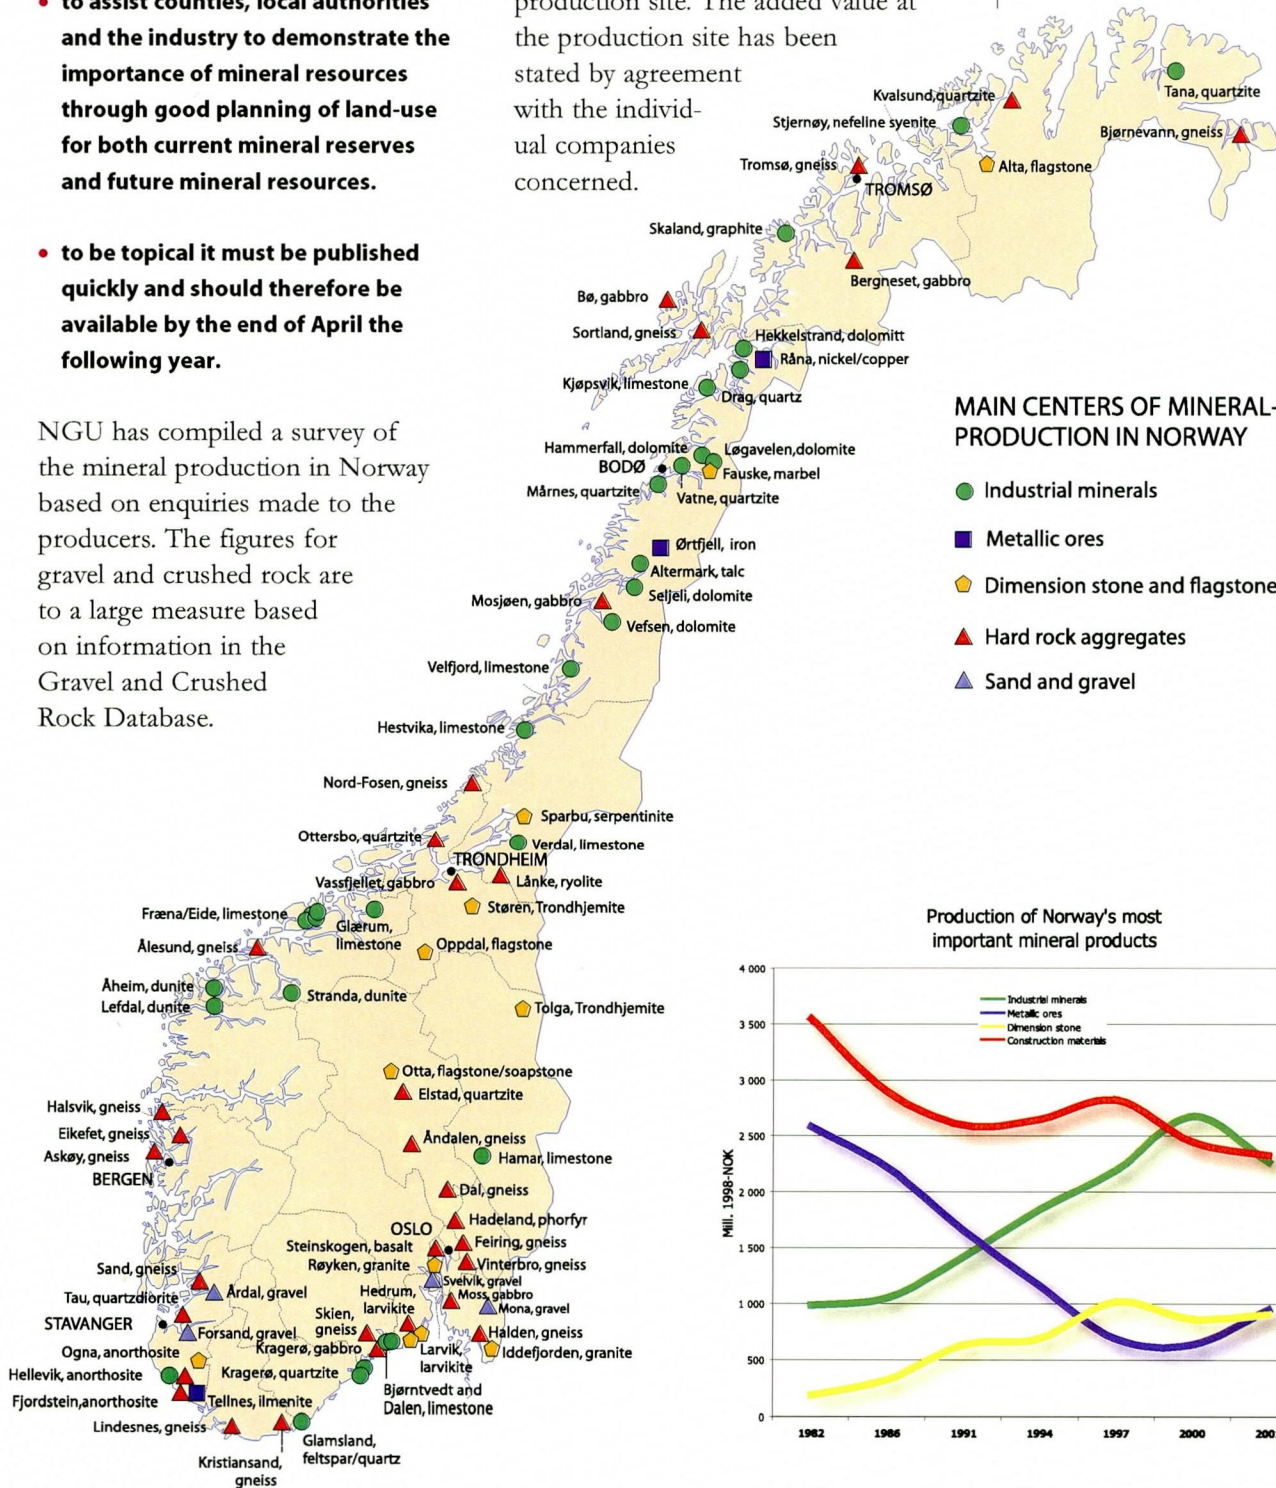 to assist counties, local authorities
and the industry to demonstrate the
importance of mineral resources
through good planning of land-use
for both current mineral reserves
and future mineral resources.
• to be topical it must be published
quickly and should therefore be
available by the end of April the
following year.
NGU has compiled a survey of
the mineral production in Norway
based on enquiries made to the
producers. The figures for
gravel and crushed rock are
to a large measure based
on information in the
Gravel and Crushed
Rock Database.
production site. The added value at
the production site has been
stated by agreement
with the individ-
ual companies
concerned.
Kvalsund,quartzite
Tana, quartzite
Stjernøy, nefeline syenite
Bjørnevann, gneiss
Tromsø, gneiss
Alta, flagstone
TROMSØ
Skaland, graphite
Bergneset, gabbro
Bø, gabbro
Sortland, gneiss
Hekkelstrand, dolomitt
Råna, nickel/copper
Kjøpsvik, limestone
Drag, quartz
Hammerfall, dolomite
Løgavelen,dolomite
BODØ
Fauske, marbel
Mårnes, quartzite
Vatne, quartzite
Ørtfjell, iron
Altermark, talc
Seljeli, dolomite
Mosjøen, gabbro
Vefsen, dolomite
Velfjord, limestone
Hestvika, limestone
Nord-Fosen, gneiss
Sparbu, serpentinite
Ottersbo, quartzite
Verdal, limestone
TRONDHEIM
Vassfjellet, gabbro
Lånke, ryolite
Fræna/Eide, limestone
Støren, Trondhjemite
Glærum,
limestone
Ålesund, gneiss
Oppdal, flagstone
Åheim, dunite
Stranda, dunite
Lefdal, dunite
Tolga, Trondhjemite
Otta, flagstone/soapstone
Elstad, quartzite
Halsvik, gneiss
Eikefet, gneiss
Åndalen, gneiss
Askøy, gneiss
Hamar, limestone
BERGEN
Dal, gneiss
Hadeland, phorfyr
OSLO
Steinskogen, basalt
Feiring, gneiss
Røyken, granite
Vinterbro, gneiss
Sand, gneiss
Svelvik, gravel
Tau, quartzdiorite
Årdal, gravel
Hedrum,
larvikite
Moss, gabbro
Mona, gravel
STAVANGER
Skien,
gneiss
Forsand, gravel
Halden, gneiss
Ogna, anorthosite
Kragerø, gabbro
Larvik,
larvikite
Iddefjorden, granite
Hellevik, anorthosite
Kragerø, quartzite
Fjordstein,anorthosite
Tellnes, ilmenite
Bjørntvedt and
Dalen, limestone
Lindesnes, gneiss
Glamsland,
feltspar/quartz
Kristiansand,
gneiss
MAIN CENTERS OF MINERAL-
PRODUCTION IN NORWAY
Industrial minerals
Metallic ores
Dimension stone and flagstone
Hard rock aggregates
Sand and gravel
Production of Norway's most
important mineral products
Industrial minerals
Metallic ores
Dimension stone
Construction materials
Mill. 1998-NOK
4 000
3 500
3 000
2 500
2 000
1 500
1 000
500
0
1982 1986 1991 1994 1997 2000